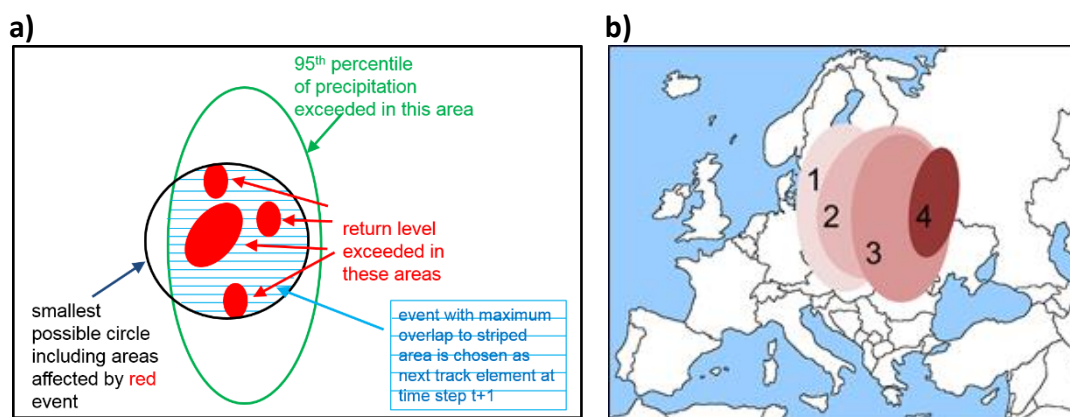 a)
95th percentile
of precipitation
exceeded in this area
return level
exceeded in
these areas
smallest
possible circle
including areas
affected by red
event
event with maximum
overlap to striped
area is chosen as
next track element at
time step t+1
b)
1
2
3
4